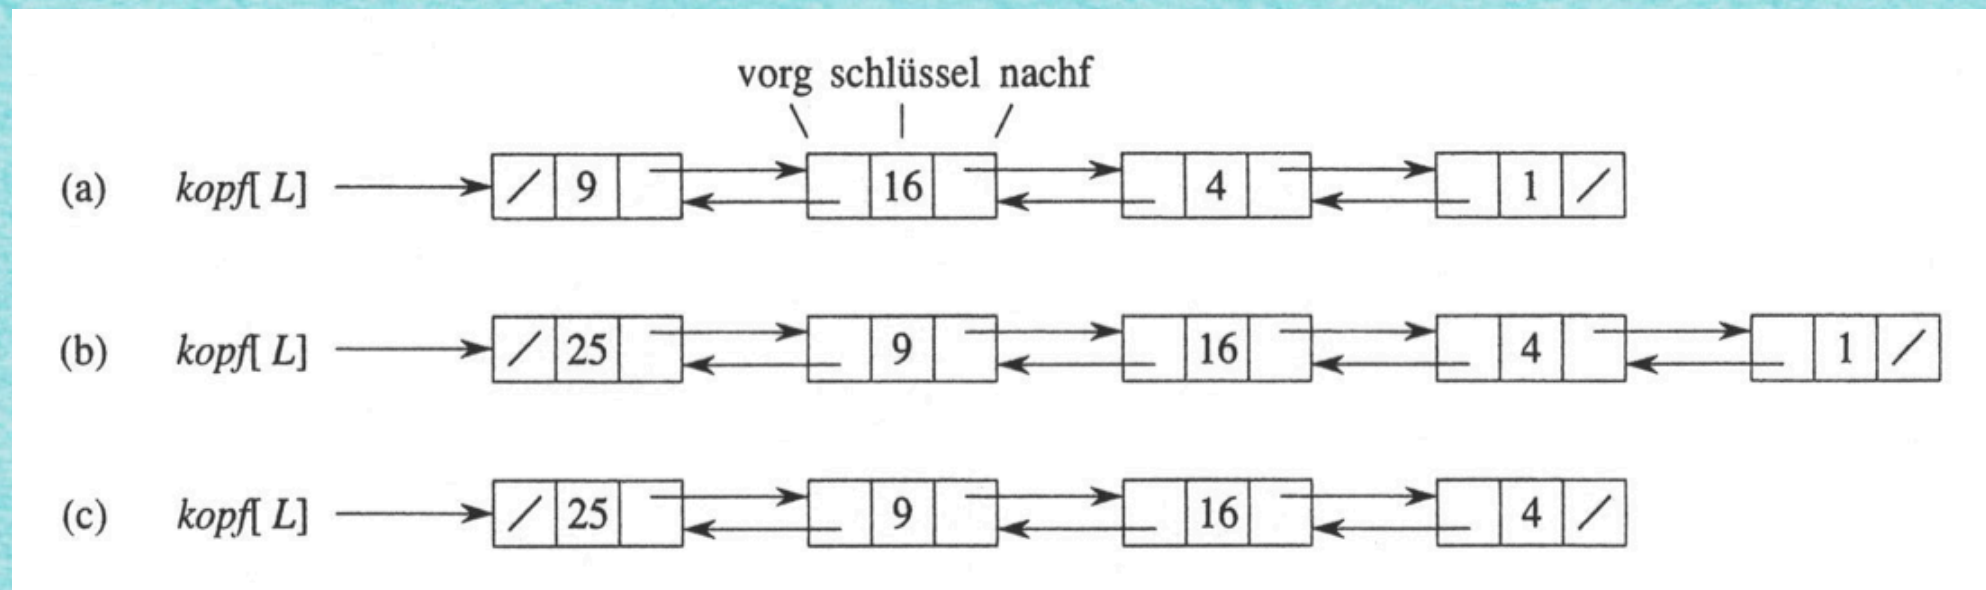 vorg schlüssel nachf
(a) kopf[ L] / 9 16 4 1 /
(b) kopf[ L] / 25 9 16 4 1 /
(c) kopf[ L] / 25 9 16 4 /